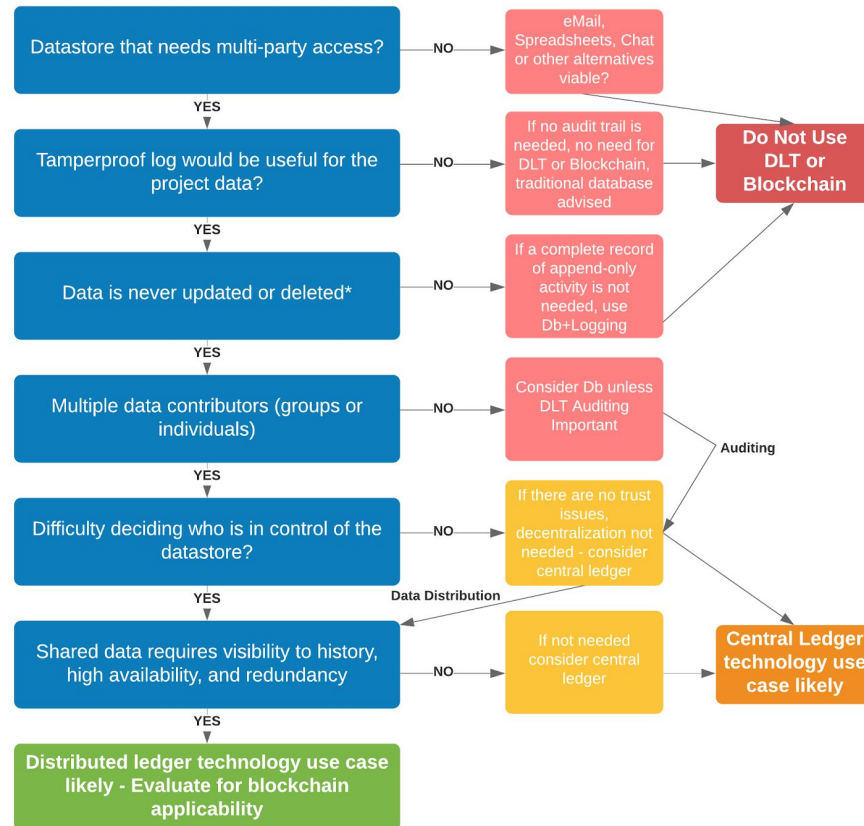 Datastore that needs multi-party access?
NO
eMail,
Spreadsheets, Chat
or other alternatives
viable?
YES
Tamperproof log would be useful for the
project data?
NO
If no audit trail is
needed, no need for
DLT or Blockchain,
traditional database
advised
Do Not Use
DLT or
Blockchain
YES
Data is never updated or deleted*
NO
If a complete record
of append-only
activity is not
needed, use
Db+Logging
YES
Multiple data contributors (groups or
individuals)
NO
Consider Db unless
DLT Auditing
Important
Auditing
YES
Difficulty deciding who is in control of the
datastore?
NO
If there are no trust
issues,
decentralization not
needed - consider
central ledger
YES
Data Distribution
Shared data requires visibility to history,
high availability, and redundancy
NO
If not needed
consider central
ledger
Central Ledger
technology use
case likely
YES
Distributed ledger technology use case
likely - Evaluate for blockchain
applicability